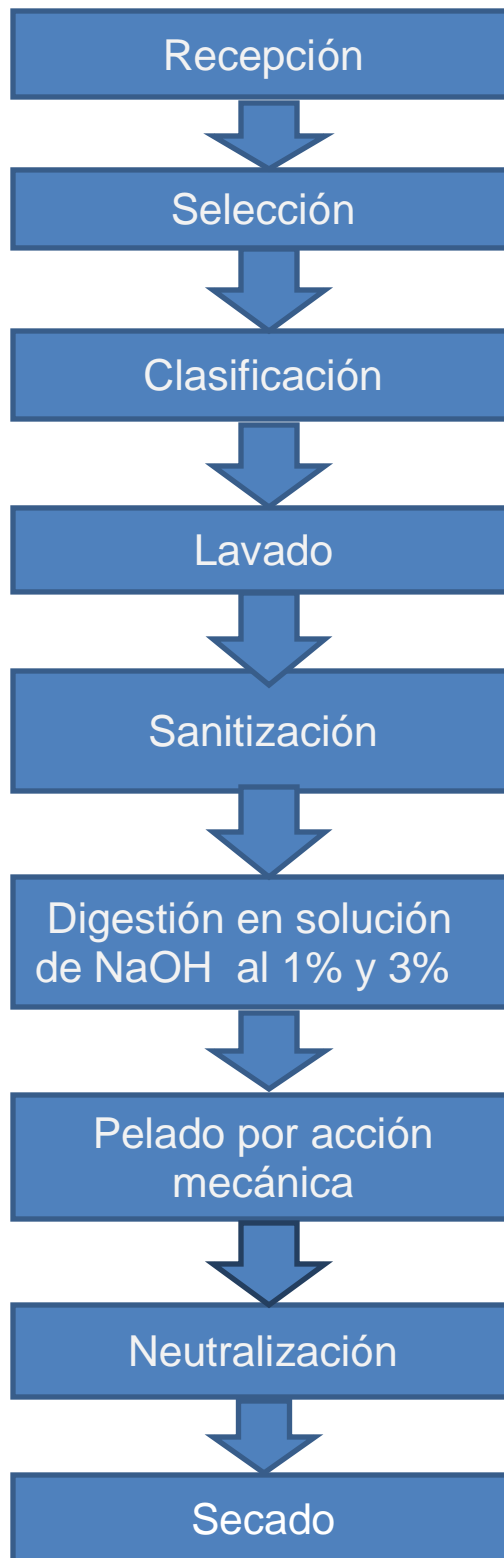 Recepción
Selección
Clasificación
Lavado
Sanitización
Digestión en solución
de NaOH al 1% y 3%
Pelado por acción
mecánica
Neutralización
Secado